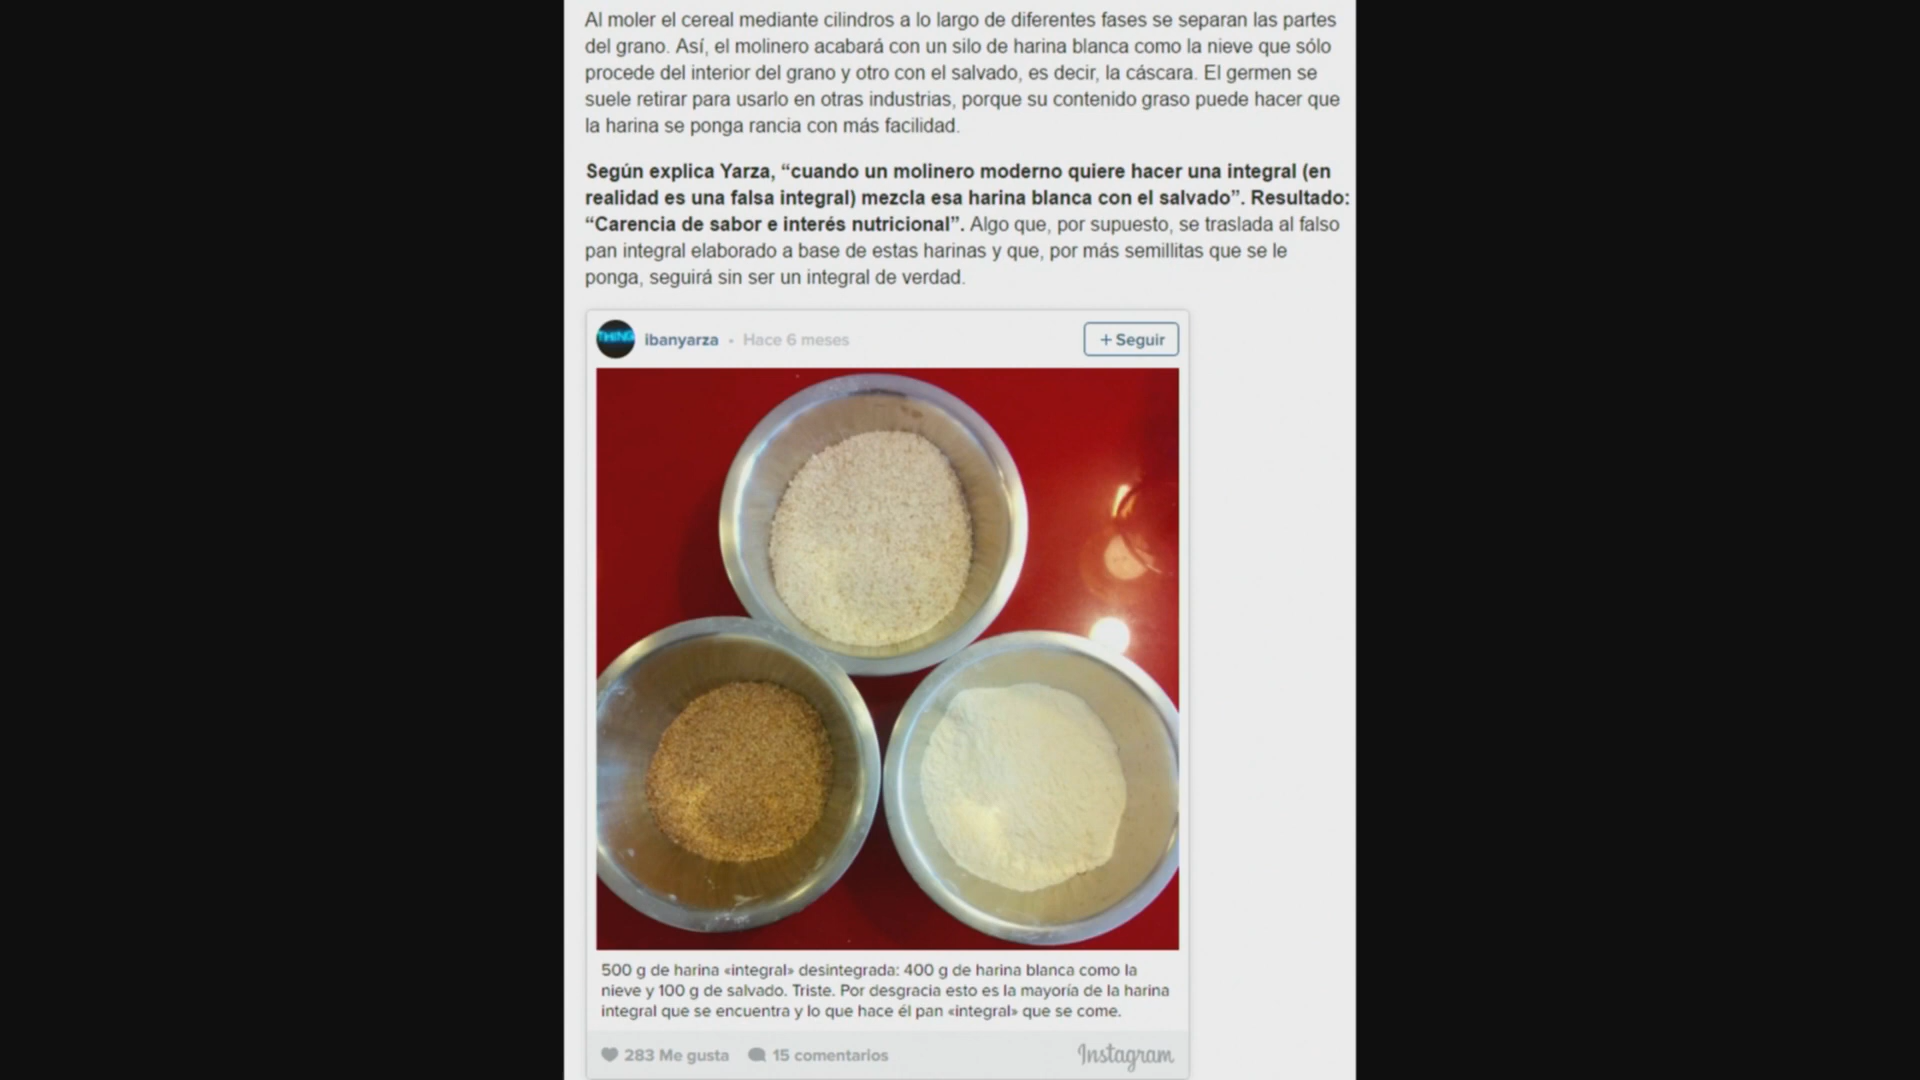 Al moler el cereal mediante cilindros a lo largo de diferentes fases se separan las partes
del grano. Así, el molinero acabará con un silo de harina blanca como la nieve que sólo
procede del interior del grano y otro con el salvado, es decir, la cáscara. El germen se
suele retirar para usarlo en otras industrias, porque su contenido graso puede hacer que
la harina se ponga rancia con más facilidad.
Según explica Yarza, “cuando un molinero moderno quiere hacer una integral (en
realidad es una falsa integral) mezcla esa harina blanca con el salvado”. Resultado:
“Carencia de sabor e interés nutricional”. Algo que, por supuesto, se traslada al falso
pan integral elaborado a base de estas harinas y que, por más semillitas que se le
ponga, seguirá sin ser un integral de verdad.
THING
ibanyarza • Hace 6 meses
+ Seguir
500 g de harina «integral» desintegrada: 400 g de harina blanca como la
nieve y 100 g de salvado. Triste. Por desgracia esto es la mayoría de la harina
integral que se encuentra y lo que hace él pan «integral» que se come.
283 Me gusta 15 comentarios
Instagram